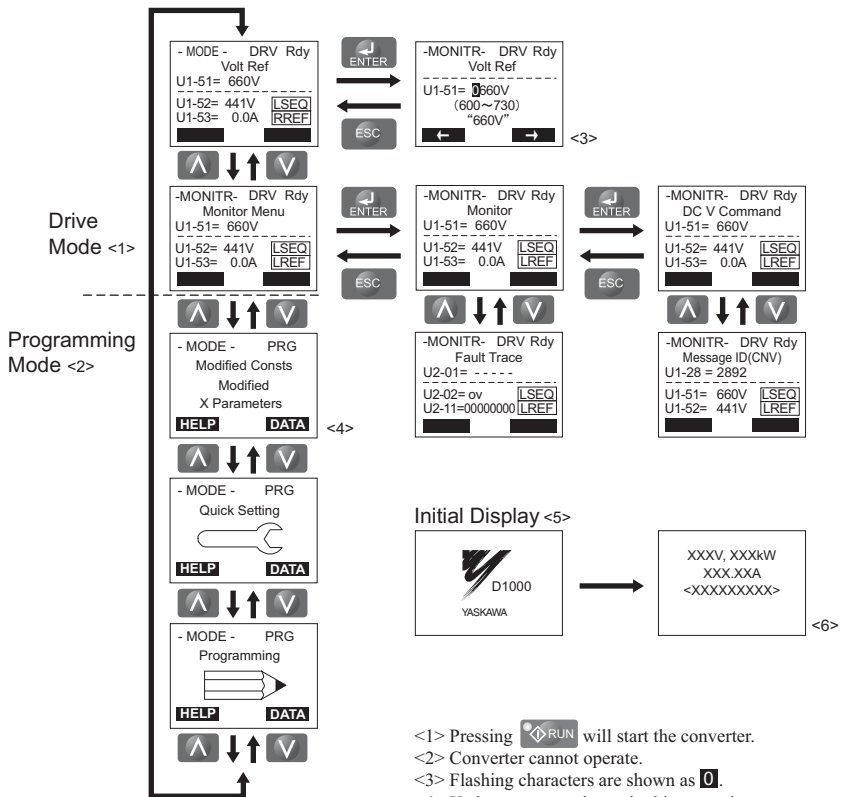 - MODE - DRV Rdy
Volt Ref
U1-51= 660V
U1-52= 441V LSEQ
U1-53= 0.0A RREF
ENTER
ESC
-MONITR- DRV Rdy
Volt Ref
U1-51= 0660V
(600～730)
“660V”
← →
<3>
Drive
Mode <1>
-MONITR- DRV Rdy
Monitor Menu
U1-51= 660V
U1-52= 441V LSEQ
U1-53= 0.0A LREF
ENTER
ESC
-MONITR- DRV Rdy
Monitor
U1-51= 660V
U1-52= 441V LSEQ
U1-53= 0.0A LREF
ENTER
ESC
-MONITR- DRV Rdy
DC V Command
U1-51= 660V
U1-52= 441V LSEQ
U1-53= 0.0A LREF
Programming
Mode <2>
- MODE - PRG
Modified Consts
Modified
X Parameters
HELP DATA
<4>
-MONITR- DRV Rdy
Fault Trace
U2-01= - - - - -
U2-02= ov LSEQ
U2-11=00000000 LREF
-MONITR- DRV Rdy
Message ID(CNV)
U1-28 = 2892
U1-51= 660V LSEQ
U1-52= 441V LREF
- MODE - PRG
Quick Setting
HELP DATA
- MODE - PRG
Programming
HELP DATA
Initial Display <5>
D1000
YASKAWA
XXXV, XXXkW
XXX.XXA
<XXXXXXXXX>
<6>
<1> Pressing RUN will start the converter.
<2> Converter cannot operate.
<3> Flashing characters are shown as 0.